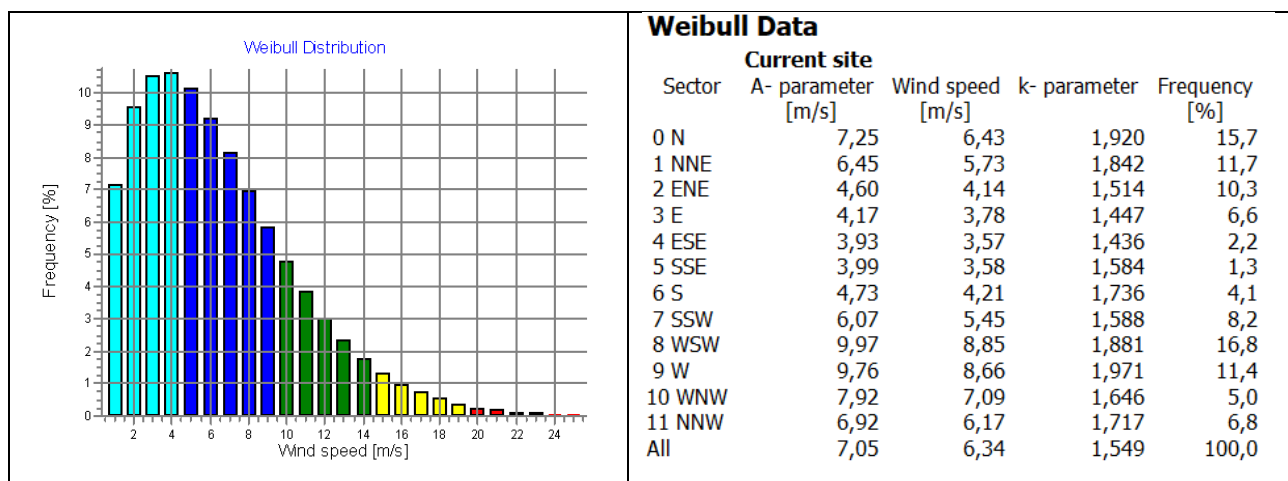 Weibull Distribution
Frequency [%]
10
9
8
7
6
5
4
3
2
1
0
2 4 6 8 10 12 14 16 18 20 22 24
Wind speed [m/s]
Weibull Data
Current site
Sector A- parameter Wind speed k- parameter Frequency
[m/s] [m/s] [%]
0 N 7,25 6,43 1,920 15,7
1 NNE 6,45 5,73 1,842 11,7
2 ENE 4,60 4,14 1,514 10,3
3 E 4,17 3,78 1,447 6,6
4 ESE 3,93 3,57 1,436 2,2
5 SSE 3,99 3,58 1,584 1,3
6 S 4,73 4,21 1,736 4,1
7 SSW 6,07 5,45 1,588 8,2
8 WSW 9,97 8,85 1,881 16,8
9 W 9,76 8,66 1,971 11,4
10 WNW 7,92 7,09 1,646 5,0
11 NNW 6,92 6,17 1,717 6,8
All 7,05 6,34 1,549 100,0